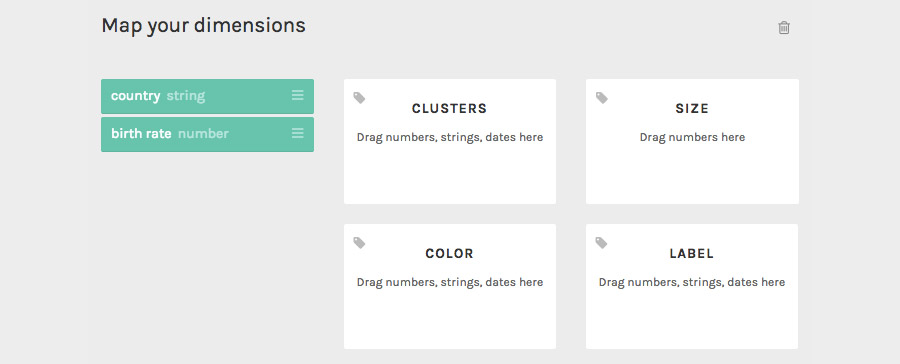 Map your dimensions
country string
birth rate number
CLUSTERS
Drag numbers, strings, dates here
SIZE
Drag numbers here
COLOR
Drag numbers, strings, dates here
LABEL
Drag numbers, strings, dates here